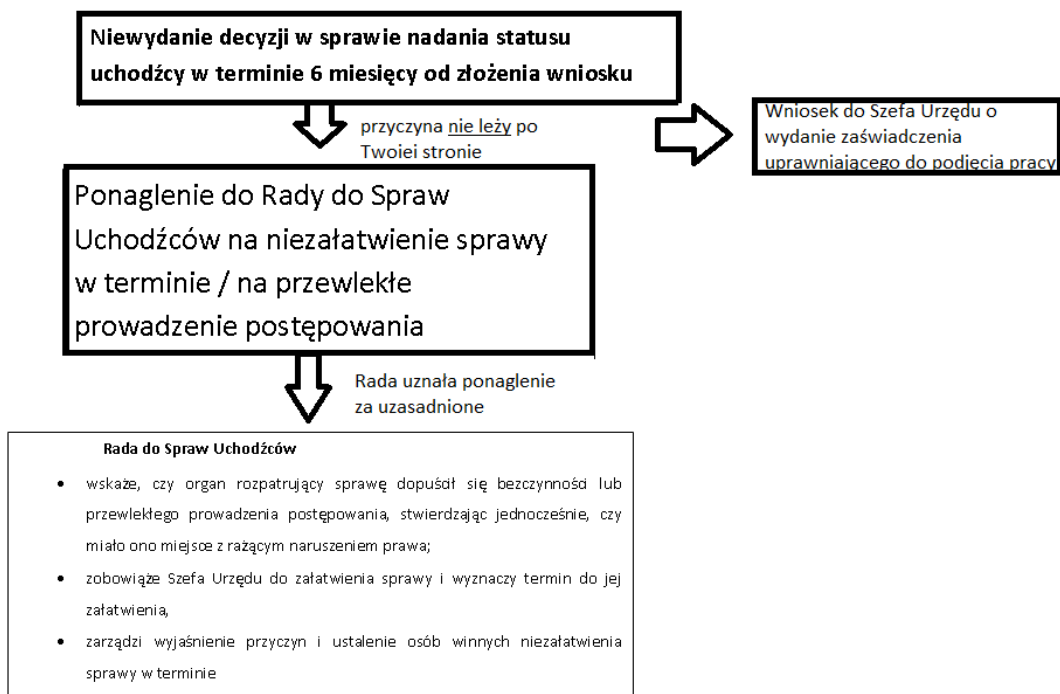 Niewydanie decyzji w sprawie nadania statusu
uchodźcy w terminie 6 miesięcy od złożenia wniosku
przyczyna nie leży po
Twoiei stronie
Wniosek do Szefa Urzędu o
wydanie zaświadczenia
uprawniającego do podjęcia pracy
Ponaglenie do Rady do Spraw
Uchodźców na niezałatwienie sprawy
w terminie / na przewlekłe
prowadzenie postępowania
Rada uznała ponaglenie
za uzasadnione
Rada do Spraw Uchodźców
• wskaże, czy organ rozpatrujący sprawę dopuścił się bezczynności lub
przewlekłego prowadzenia postępowania, stwierdzając jednocześnie, czy
miało ono miejsce z rażącym naruszeniem prawa;
• zobowiąże Szefa Urzędu do załatwienia sprawy i wyznaczy termin do jej
załatwienia,
• zarządzi wyjaśnienie przyczyn i ustalenie osób winnych niezałatwienia
sprawy w terminie